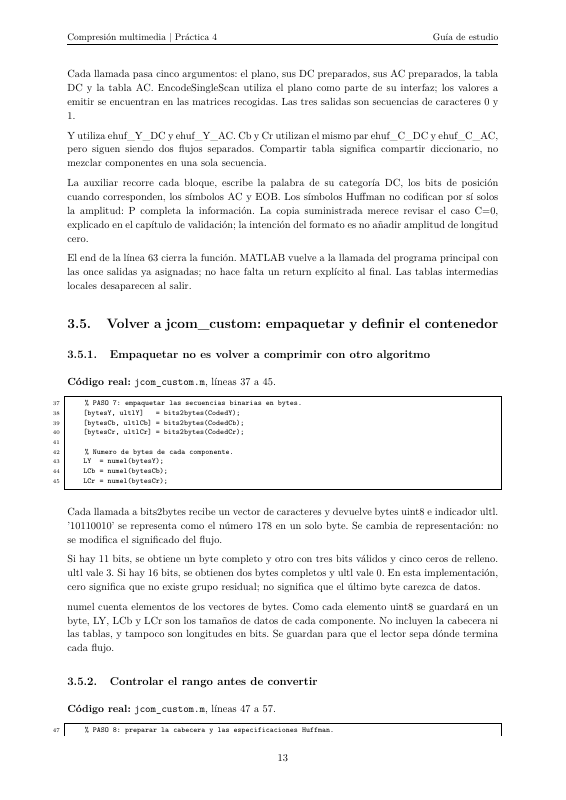 Compresión multimedia | Práctica 4 Guía de estudio
Cada llamada pasa cinco argumentos: el plano, sus DC preparados, sus AC preparados, la tabla
DC y la tabla AC. EncodeSingleScan utiliza el plano como parte de su interfaz; los valores a
emitir se encuentran en las matrices recogidas. Las tres salidas son secuencias de caracteres 0 y
1.
Y utiliza ehuf_Y_DC y ehuf_Y_AC. Cb y Cr utilizan el mismo par ehuf_C_DC y ehuf_C_AC,
pero siguen siendo dos flujos separados. Compartir tabla significa compartir diccionario, no
mezclar componentes en una sola secuencia.
La auxiliar recorre cada bloque, escribe la palabra de su categoría DC, los bits de posición
cuando corresponden, los símbolos AC y EOB. Los símbolos Huffman no codifican por sí solos
la amplitud: P completa la información. La copia suministrada merece revisar el caso C=0,
explicado en el capítulo de validación; la intención del formato es no añadir amplitud de longitud
cero.
El end de la línea 63 cierra la función. MATLAB vuelve a la llamada del programa principal con
las once salidas ya asignadas; no hace falta un return explícito al final. Las tablas intermedias
locales desaparecen al salir.
3.5. Volver a jcom_custom: empaquetar y definir el contenedor
3.5.1. Empaquetar no es volver a comprimir con otro algoritmo
Código real: jcom_custom.m, líneas 37 a 45.
37 % PASO 7: empaquetar las secuencias binarias en bytes.
38 [bytesY, ultlY] = bits2bytes(CodedY);
39 [bytesCb, ultlCb] = bits2bytes(CodedCb);
40 [bytesCr, ultlCr] = bits2bytes(CodedCr);
41
42 % Numero de bytes de cada componente.
43 LY = numel(bytesY);
44 LCb = numel(bytesCb);
45 LCr = numel(bytesCr);
Cada llamada a bits2bytes recibe un vector de caracteres y devuelve bytes uint8 e indicador ultl.
'10110010' se representa como el número 178 en un solo byte. Se cambia de representación: no
se modifica el significado del flujo.
Si hay 11 bits, se obtiene un byte completo y otro con tres bits válidos y cinco ceros de relleno.
ultl vale 3. Si hay 16 bits, se obtienen dos bytes completos y ultl vale 0. En esta implementación,
cero significa que no existe grupo residual; no significa que el último byte carezca de datos.
numel cuenta elementos de los vectores de bytes. Como cada elemento uint8 se guardará en un
byte, LY, LCb y LCr son los tamaños de datos de cada componente. No incluyen la cabecera ni
las tablas, y tampoco son longitudes en bits. Se guardan para que el lector sepa dónde termina
cada flujo.
3.5.2. Controlar el rango antes de convertir
Código real: jcom_custom.m, líneas 47 a 57.
47 % PASO 8: preparar la cabecera y las especificaciones Huffman.
13